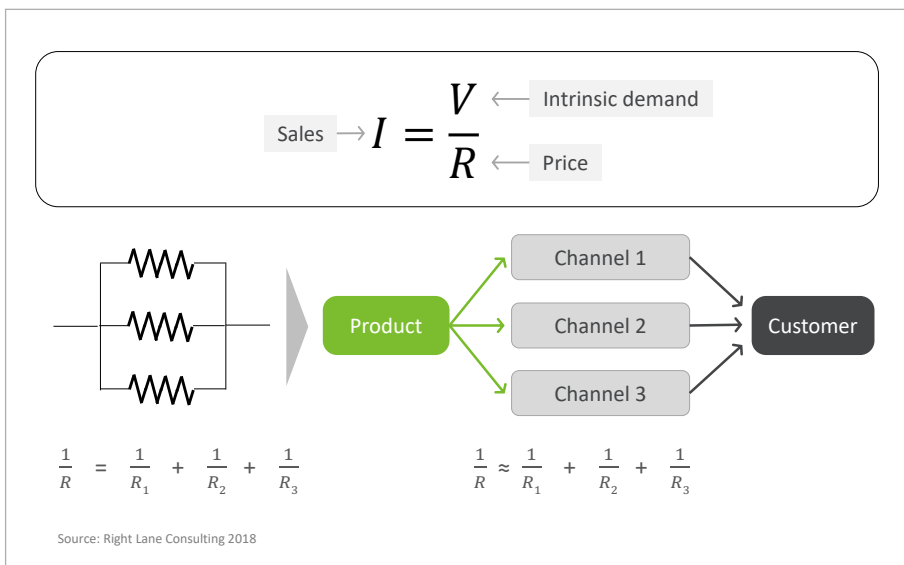 Sales I = V/R Intrinsic demand
Price
Channel 1
Product Channel 2 Customer
Channel 3
1/R = 1/R₁ + 1/R₂ + 1/R₃
1/R ≈ 1/R₁ + 1/R₂ + 1/R₃
Source: Right Lane Consulting 2018